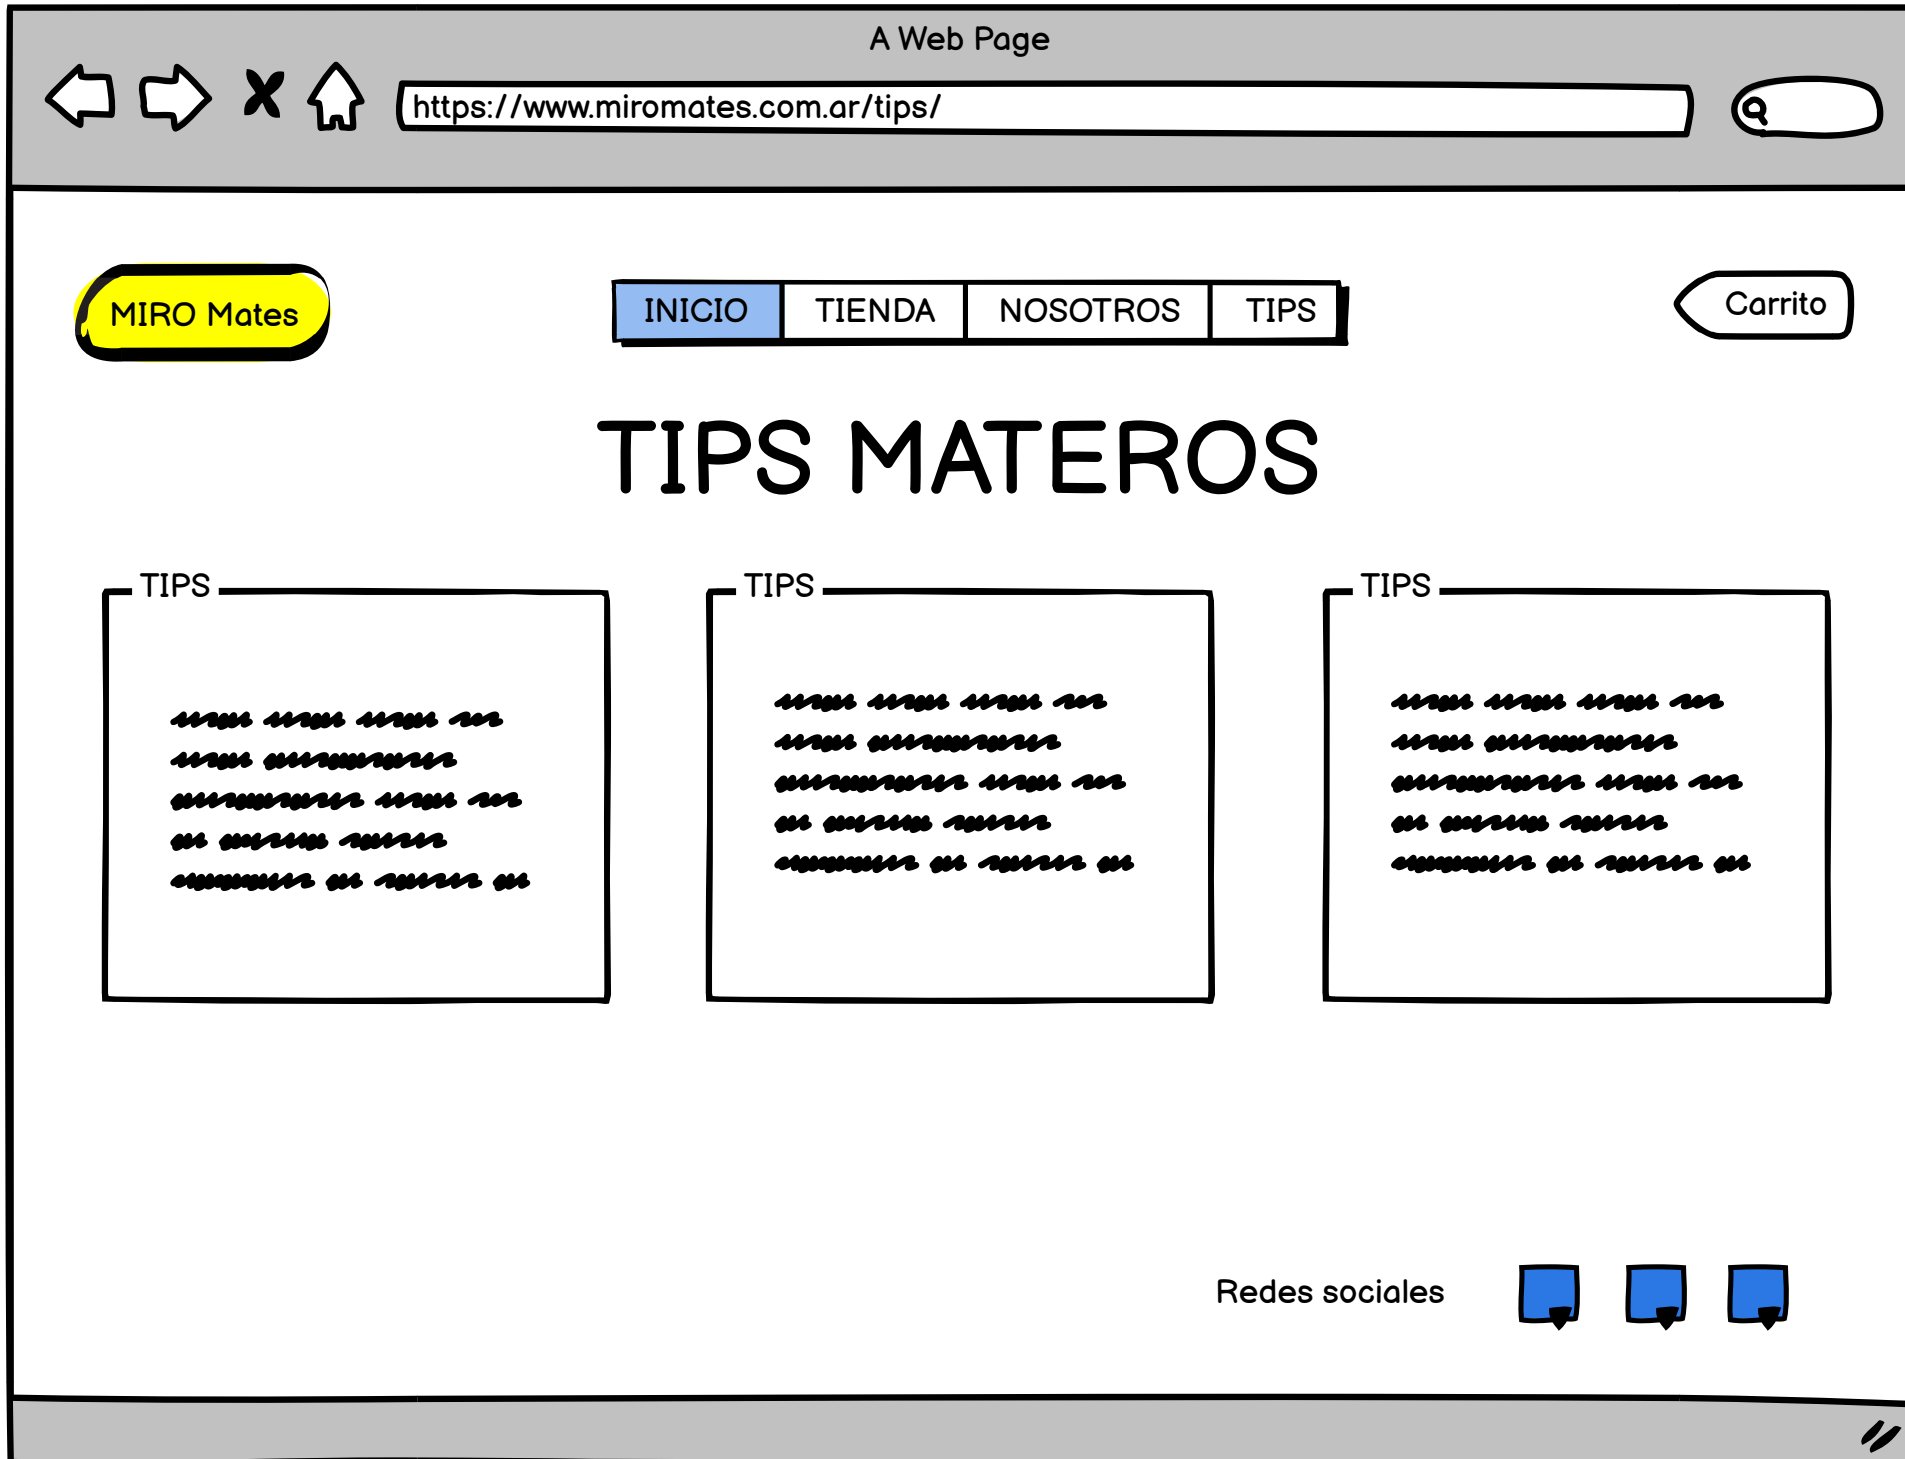 A Web Page
https://www.miromates.com.ar/tips/
MIRO Mates
INICIO TIENDA NOSOTROS TIPS
Carrito
TIPS MATEROS
TIPS
TIPS
TIPS
Redes sociales